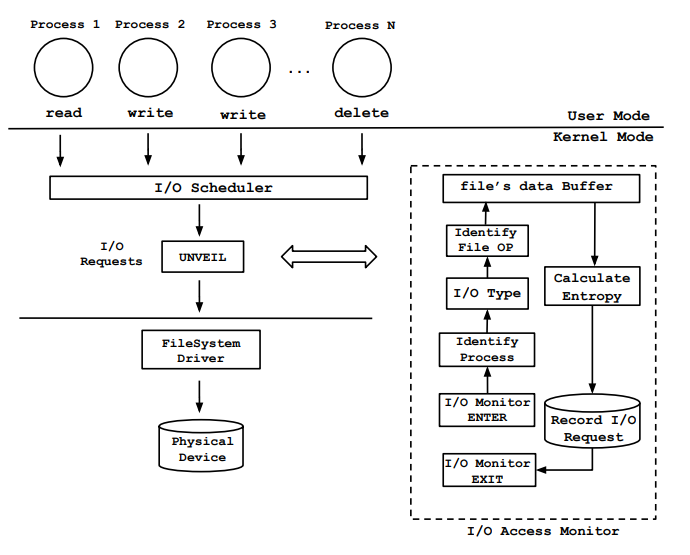 Process 1 Process 2 Process 3 Process N
...
read write write delete
User Mode
Kernel Mode
I/O Scheduler
I/O
Requests
UNVEIL
FileSystem
Driver
Physical
Device
file's data Buffer
Identify
File OP
I/O Type
Identify
Process
I/O Monitor
ENTER
Calculate
Entropy
Record I/O
Request
I/O Monitor
EXIT
I/O Access Monitor